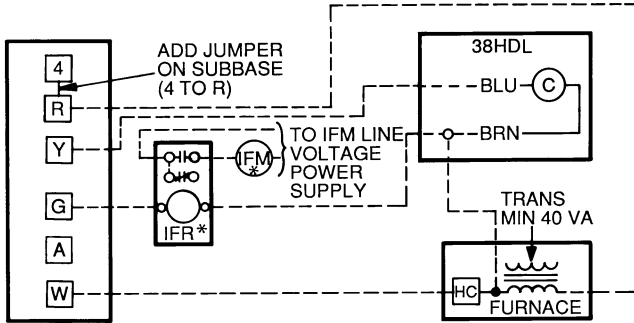 4
ADD JUMPER
ON SUBBASE
(4 TO R)
R
Y
G
A
W
IFM
*
TO IFM LINE
VOLTAGE
POWER
SUPPLY
IFR*
38HDL
BLU
C
BRN
TRANS
MIN 40 VA
HC
FURNACE